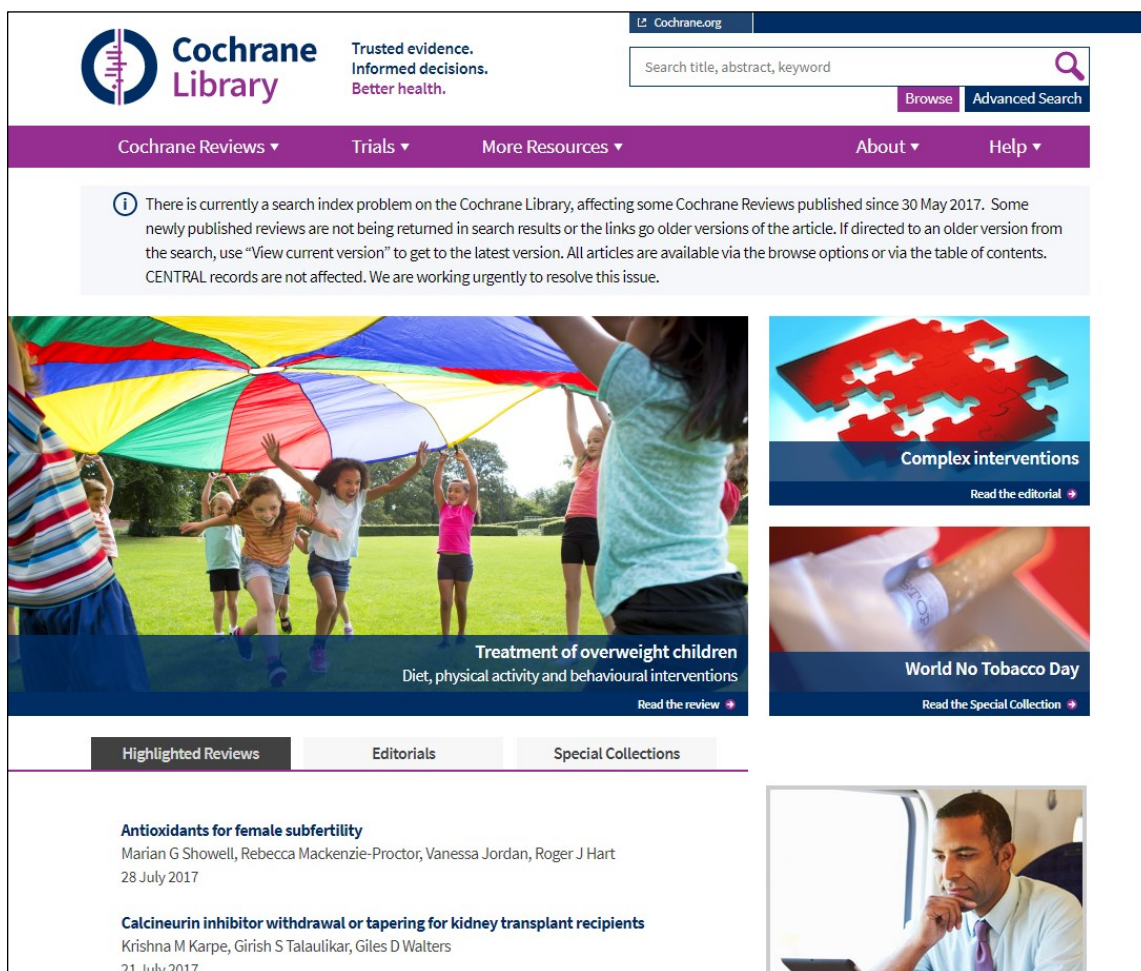 Cochrane.org
Cochrane
Library
Trusted evidence.
Informed decisions.
Better health.
Search title, abstract, keyword
Browse
Advanced Search
Cochrane Reviews
Trials
More Resources
About
Help
There is currently a search index problem on the Cochrane Library, affecting some Cochrane Reviews published since 30 May 2017. Some
newly published reviews are not being returned in search results or the links go older versions of the article. If directed to an older version from
the search, use “View current version” to get to the latest version. All articles are available via the browse options or via the table of contents.
CENTRAL records are not affected. We are working urgently to resolve this issue.
Treatment of overweight children
Diet, physical activity and behavioural interventions
Read the review
Complex interventions
Read the editorial
STOP
World No Tobacco Day
Read the Special Collection
Highlighted Reviews
Editorials
Special Collections
Antioxidants for female subfertility
Marian G Showell, Rebecca Mackenzie-Proctor, Vanessa Jordan, Roger J Hart
28 July 2017
Calcineurin inhibitor withdrawal or tapering for kidney transplant recipients
Krishna M Karpe, Girish S Talaulikar, Giles D Walters
21 July 2017